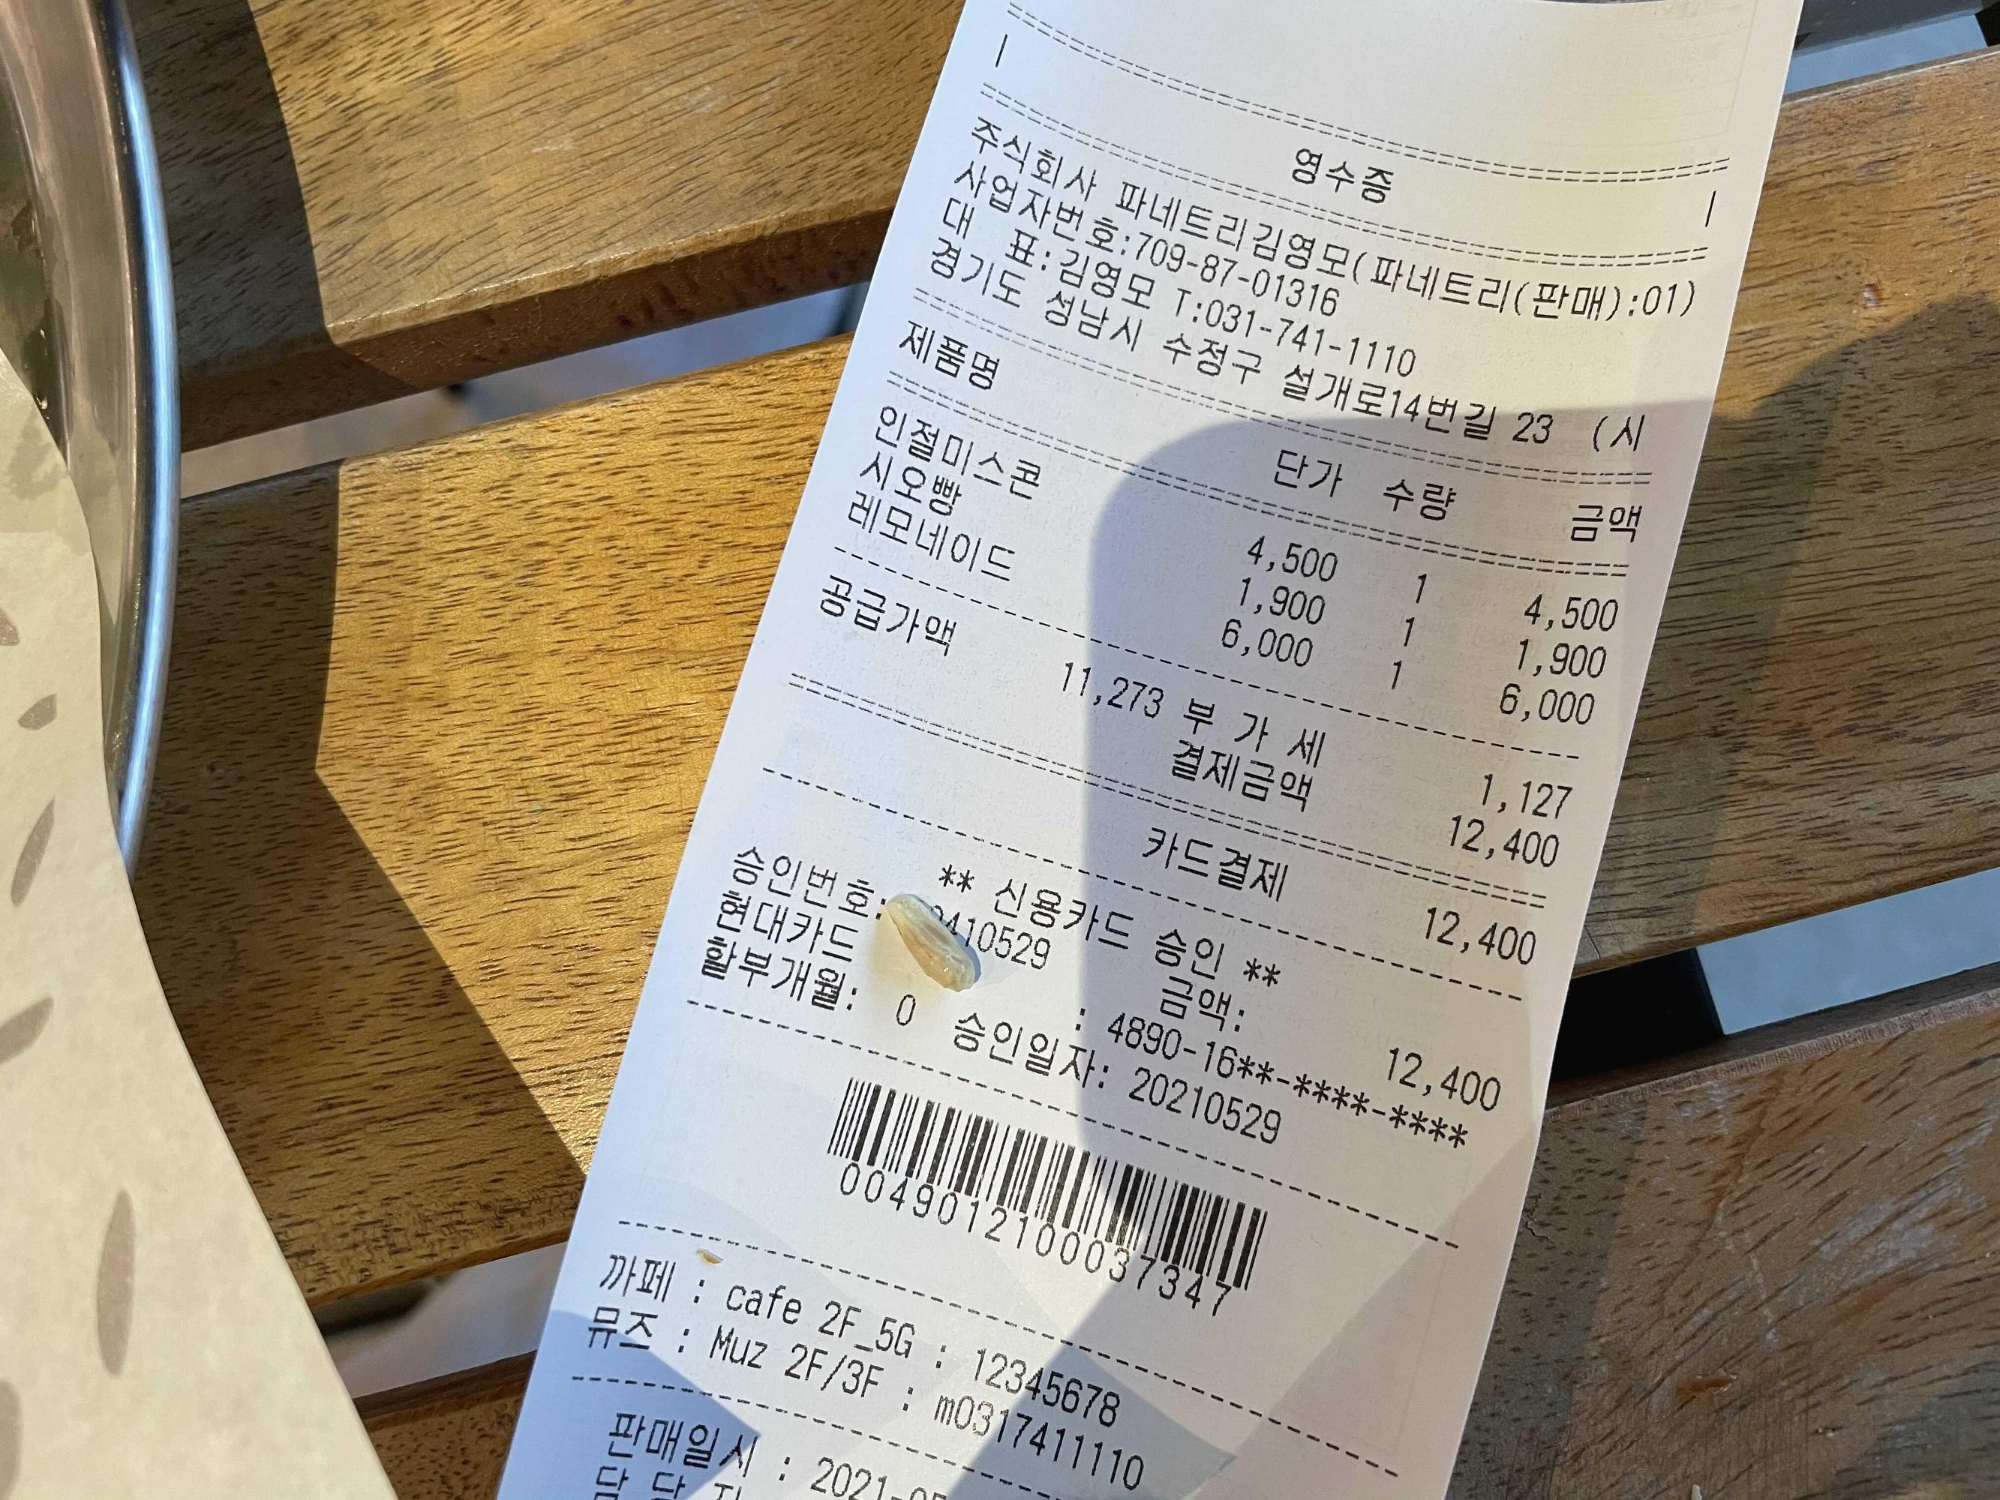 영수증
주식회사 파네트리김영모(파네트리(판매):01)
사업자번호:709-87-01316
대 표:김영모 T:031-741-1110
경기도 성남시 수정구 설개로14번길 23 (시
제품명 단가 수량 금액
인절미스콘 4,500 1 4,500
시오빵 1,900 1 1,900
레모네이드 6,000 1 6,000
공급가액 11,273 부 가 세 1,127
결제금액 12,400
카드결제 12,400
** 신용카드 승인 **
승인번호: 금액: 12,400
현대카드 : 4890-16**-****-****
할부개월: 0 승인일자: 20210529
0049012100037347
까페 : cafe 2F_5G : 12345678
뮤즈 : Muz 2F/3F : m0317411110
판매일시 : 2021-05
담 당 자